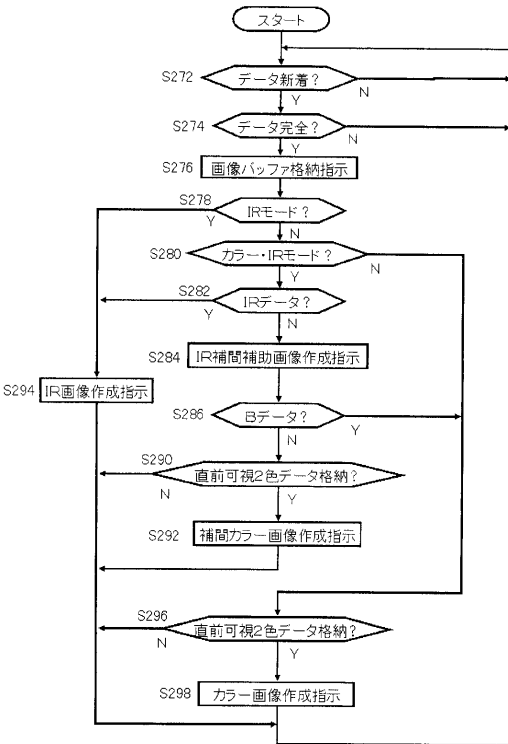 スタート
S272 データ新着?
Y N
S274 データ完全?
Y N
S276 画像バッファ格納指示
S278 IRモード?
Y N
S280 カラー・IRモード?
Y N
S282 IRデータ?
Y N
S284 IR補間補助画像作成指示
S294 IR画像作成指示
S286 Bデータ?
N Y
S290 直前可視2色データ格納?
N Y
S292 補間カラー画像作成指示
S296 直前可視2色データ格納?
N Y
S298 カラー画像作成指示